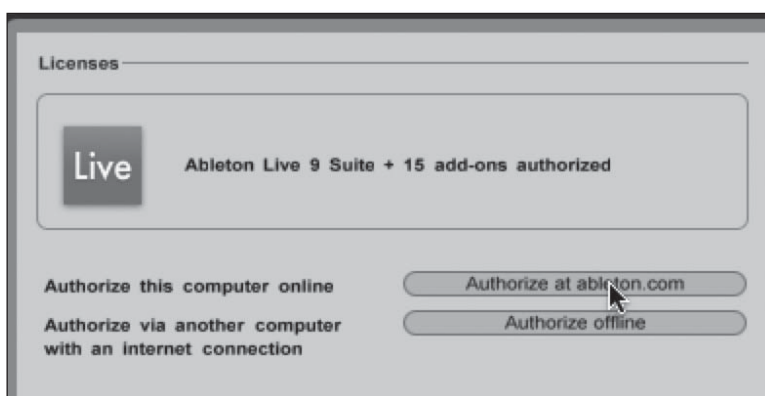 Licenses
Live
Ableton Live 9 Suite + 15 add-ons authorized
Authorize this computer online
Authorize at ableton.com
Authorize via another computer
with an internet connection
Authorize offline